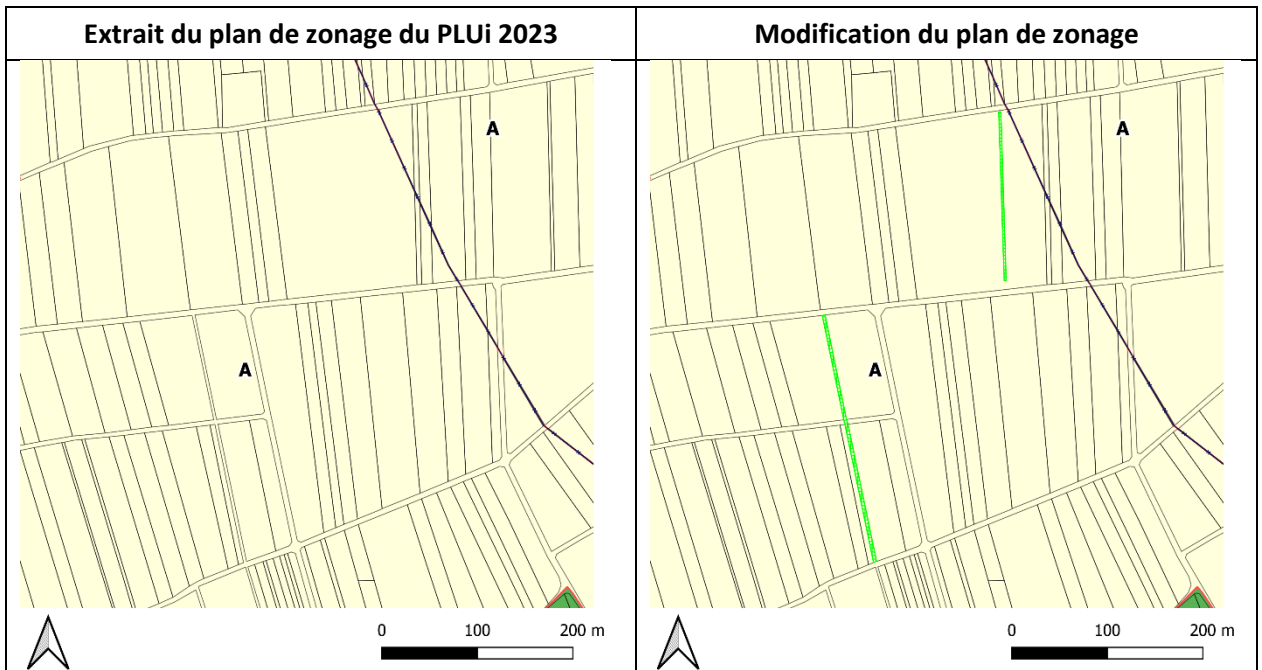 Extrait du plan de zonage du PLUi 2023
Modification du plan de zonage
A
A
0 100 200 m
A
A
0 100 200 m